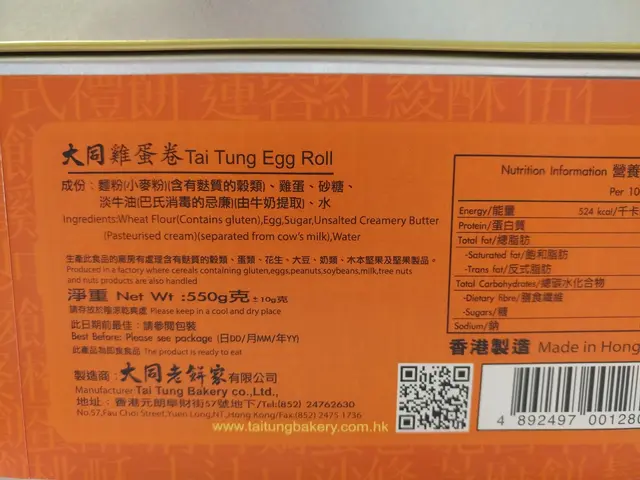 大同雞蛋卷 Tai Tung Egg Roll
成份：麵粉(小麥粉)(含有麩質的穀類)、雞蛋、砂糖、
淡牛油(巴氏消毒的忌廉)(由牛奶提取)、水
Ingredients:Wheat Flour(Contains gluten),Egg,Sugar,Unsalted Creamery Butter
(Pasteurised cream)(separated from cow's milk),Water
生產此食品的廠房有處理含有麩質的穀類、蛋類、花生、大豆、奶類、木本堅果及堅果製品。
Produced in a factory where cereals containing gluten,eggs,peanuts,soybeans,milk,tree nuts
and nuts products are also handled
淨重 Net Wt :550g克 ±10g克
請存放於陰涼乾爽處 Please keep in a cool and dry place
此日期前最佳：請參閱包裝
Best Before: Please see package (日DD/月MM/年YY)
此產品為即食食品 The product is ready to eat
製造商：大同老餅家有限公司
Manufacturer:Tai Tung Bakery co.,Ltd.,
地址：香港元朗阜財街57號地下/Tel:(852) 24762630
No.57,Fau Choi Street,Yuen Long,N.T.,Hong Kong/Fax:(852) 2475 1736
www.taitungbakery.com.hk
Nutrition Information 營養
Per 10
Energy/能量 524 kcal/千卡
Protein/蛋白質
Total fat/總脂肪
-Saturated fat/飽和脂肪
-Trans fat/反式脂肪
Total Carbohydrates/總碳水化合物
-Dietary fibre/膳食纖維
-Sugars/糖
Sodium/鈉
香港製造 Made in Hong
4 892497 00128